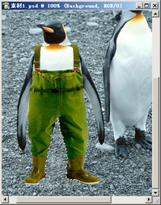 素材1.psd @ 100% (Background, RGB/8)